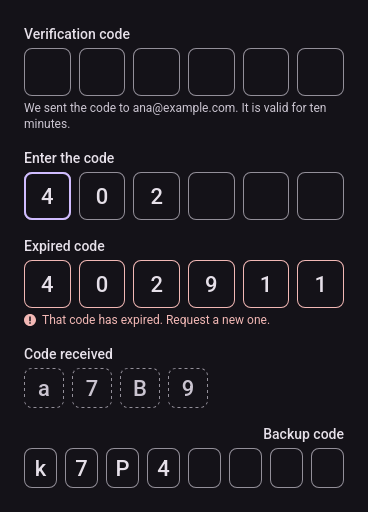 Verification code
We sent the code to ana@example.com. It is valid for ten
minutes.
Enter the code
4 0 2
Expired code
4 0 2 9 1 1
That code has expired. Request a new one.
Code received
a 7 B 9
Backup code
k 7 P 4